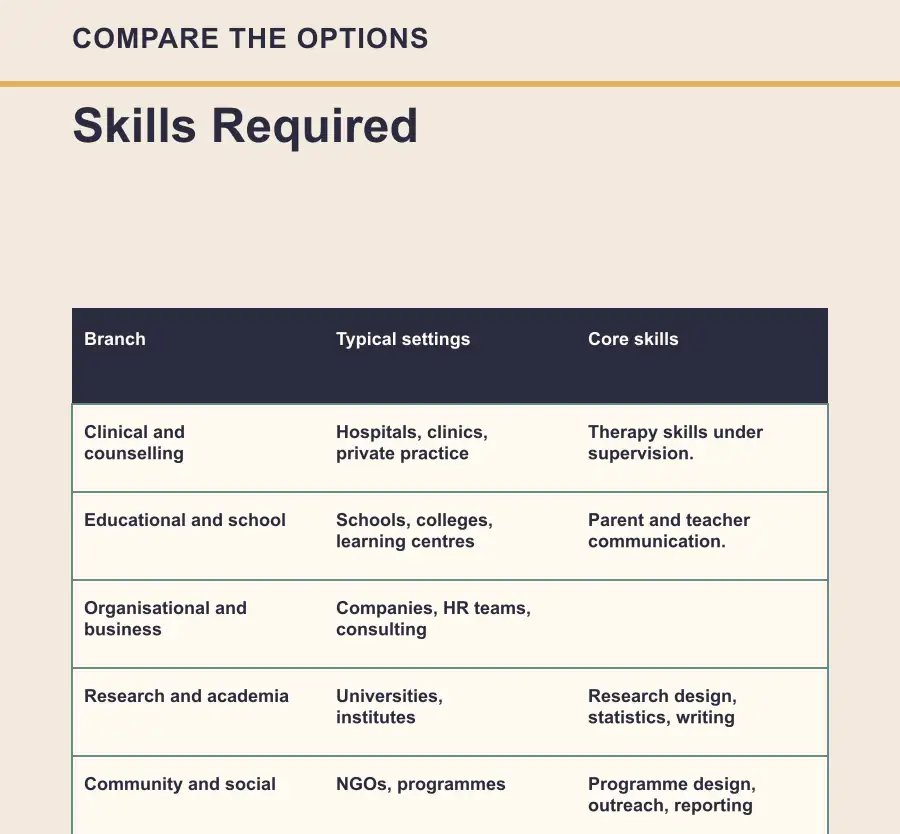 COMPARE THE OPTIONS
Skills Required
Branch
Typical settings
Core skills
Clinical and
counselling
Hospitals, clinics,
private practice
Therapy skills under
supervision.
Educational and school
Schools, colleges,
learning centres
Parent and teacher
communication.
Organisational and
business
Companies, HR teams,
consulting
Research and academia
Universities,
institutes
Research design,
statistics, writing
Community and social
NGOs, programmes
Programme design,
outreach, reporting